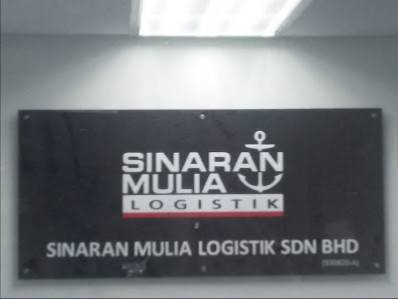 SINARAN
MULIA
LOGISTIK
SINARAN MULIA LOGISTIK SDN BHD